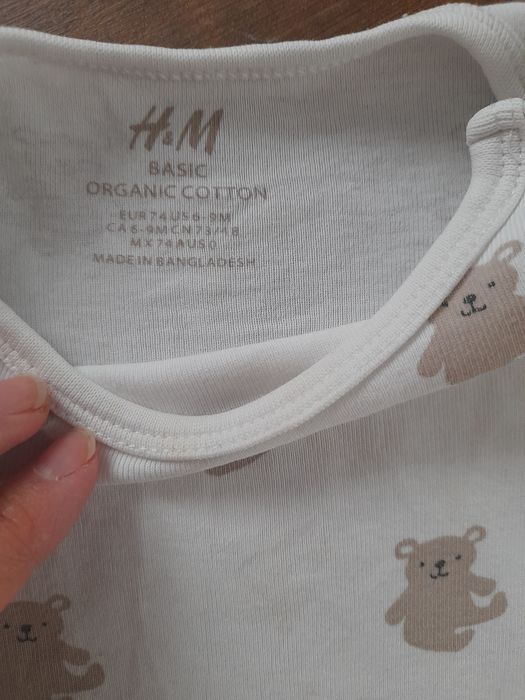 H&M
BASIC
ORGANIC COTTON
EUR 74 US 6-9M
CA 6-9M CN 73/48
MX 74 AUS 0
MADE IN BANGLADESH